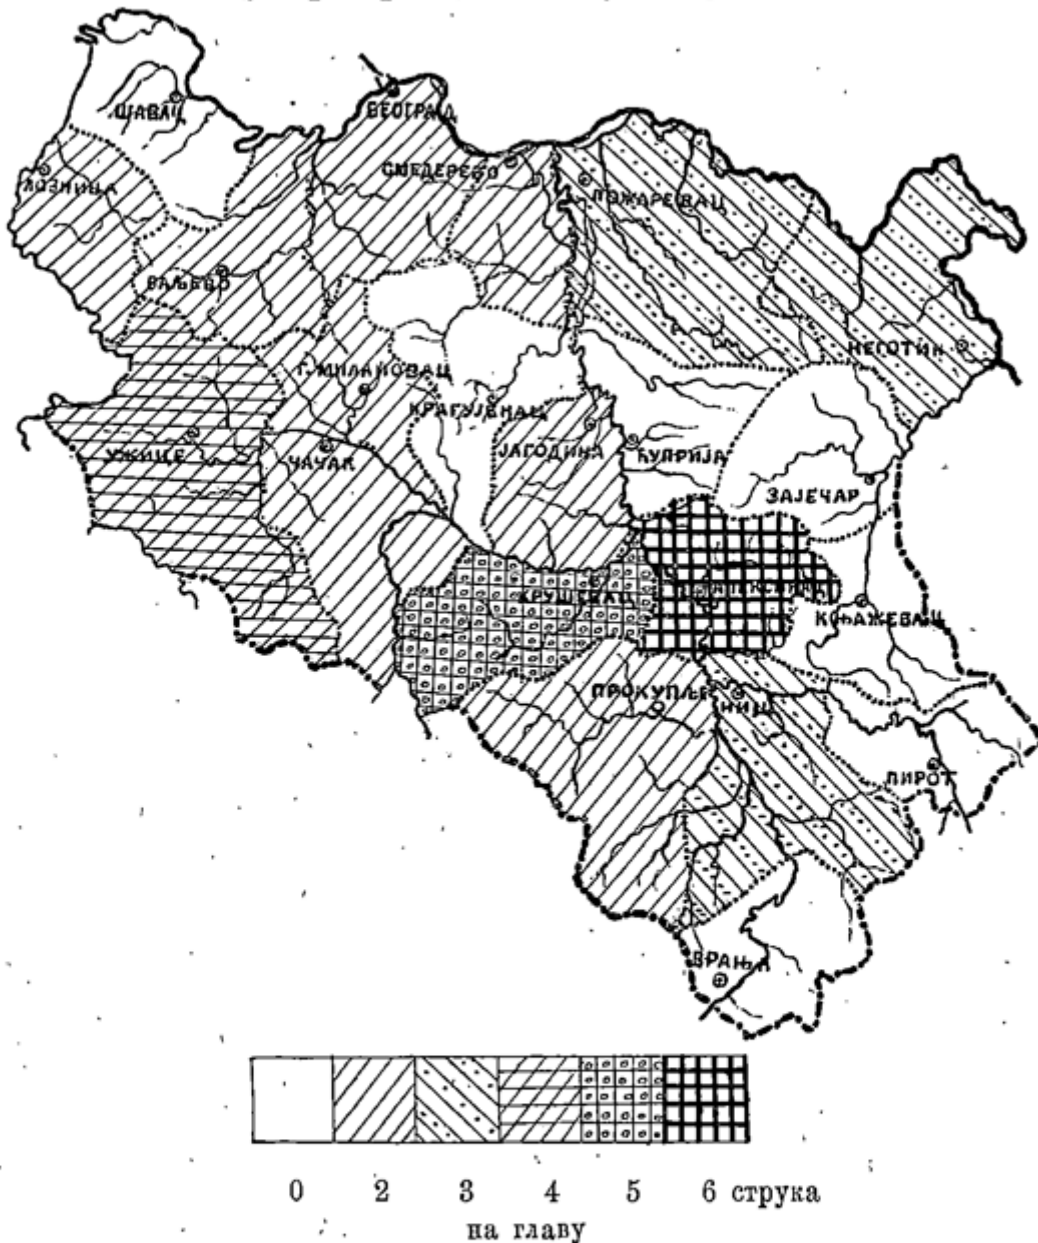 ШАБАЦ
БЕОГРАД
СМЕДЕРЕВО
ЛОЗНИЦА
ПОЖАРЕВАЦ
ВАЉЕВО
НЕГОТИН
Г. МИЛАНОВАЦ
КРАГУЈЕВАЦ
ЈАГОДИНА
ЋУПРИЈА
УЖИЦЕ
ЧАЧАК
ЗАЈЕЧАР
КРУШЕВАЦ
КЊАЖЕВАЦ
ПРОКУПЉЕ
НИШ
ПИРОТ
ВРАЊА
0 2 3 4 5 6 струка
на главу